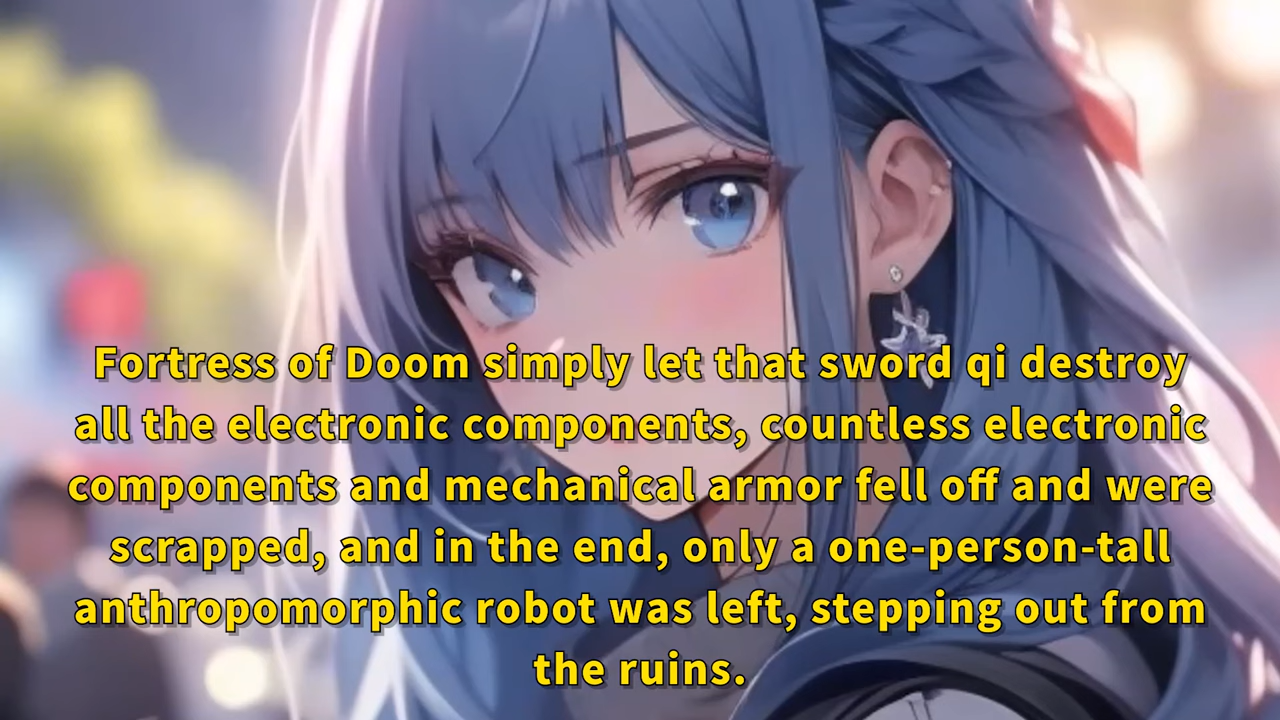 Fortress of Doom simply let that sword qi destroy
all the electronic components, countless electronic
components and mechanical armor fell off and were
scrapped, and in the end, only a one-person-tall
anthropomorphic robot was left, stepping out from
the ruins.